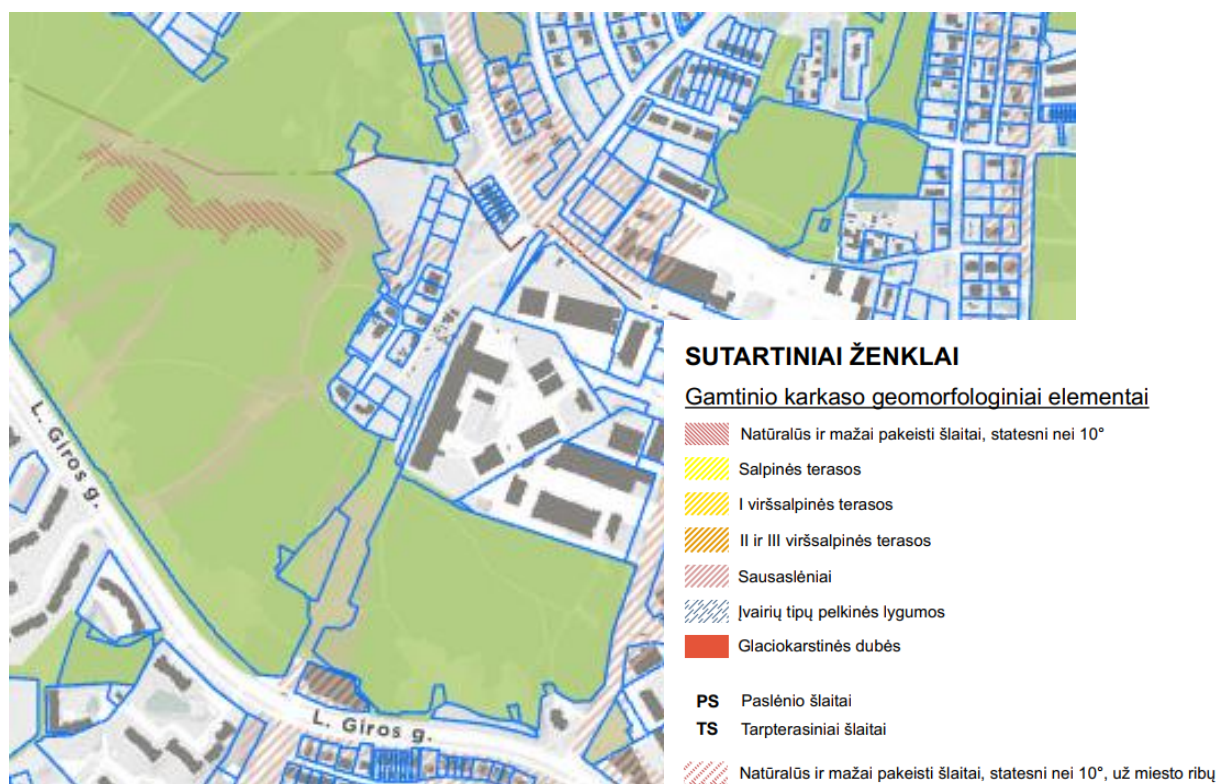 L. Giros g.
L. Giros g.
SUTARTINIAI ŽENKLAI
Gamtinio karkaso geomorfologiniai elementai
Natūralūs ir mažai pakeisti šlaitai, statesni nei 10°
Salpinės terasos
I viršsalpinės terasos
II ir III viršsalpinės terasos
Sausaslėniai
Įvairių tipų pelkinės lygumos
Glaciokarstinės dubės
PS Paslėnio šlaitai
TS Tarpterasiniai šlaitai
Natūralūs ir mažai pakeisti šlaitai, statesni nei 10°, už miesto ribų